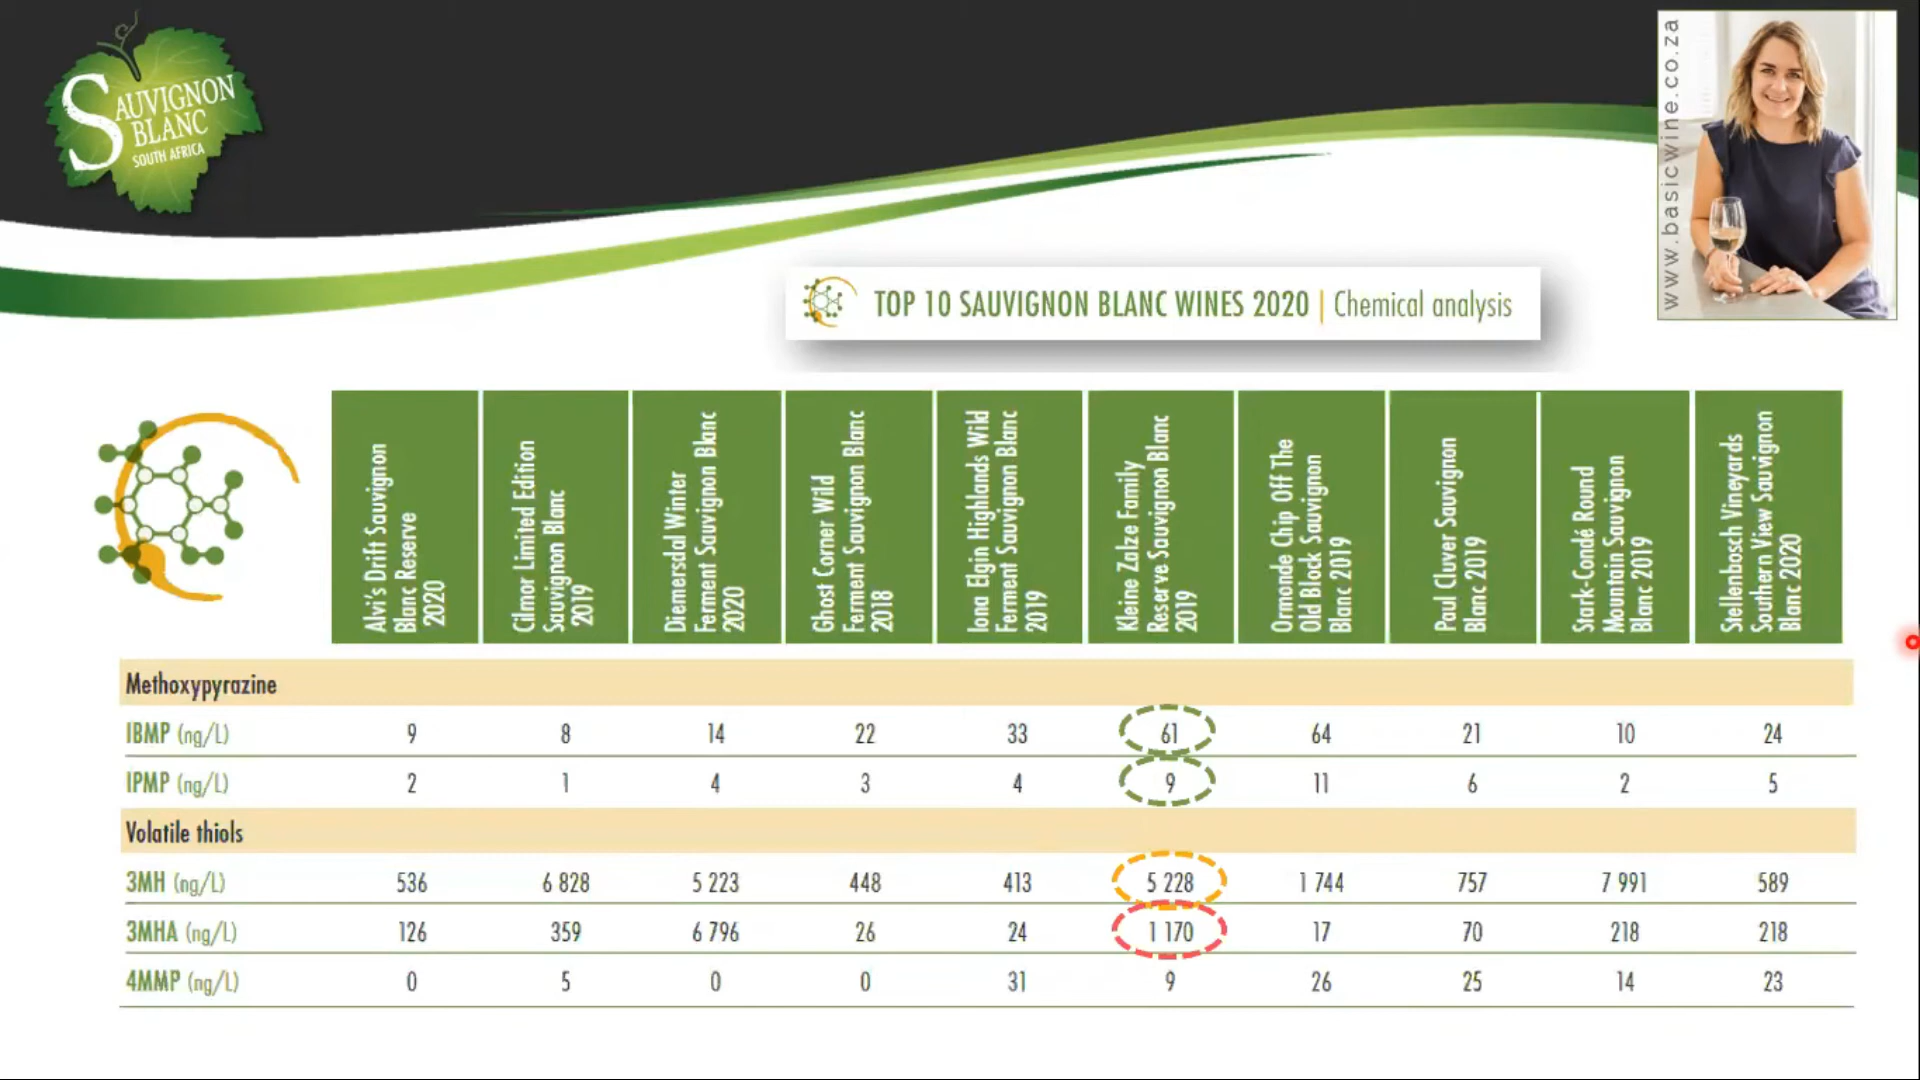 SAUVIGNON
BLANC
SOUTH AFRICA
www.basicwine.co.za
TOP 10 SAUVIGNON BLANC WINES 2020 | Chemical analysis
Alvi's Drift Sauvignon
Blanc Reserve
2020
Cilmor Limited Edition
Sauvignon Blanc
2019
Diemersdal Winter
Ferment Sauvignon Blanc
2020
Ghost Corner Wild
Ferment Sauvignon Blanc
2018
Iona Elgin Highlands Wild
Ferment Sauvignon Blanc
2019
Kleine Zalze Family
Reserve Sauvignon Blanc
2019
Ormonde Chip Off The
Old Block Sauvignon
Blanc 2019
Paul Cluver Sauvignon
Blanc 2019
Stark-Condé Round
Mountain Sauvignon
Blanc 2019
Stellenbosch Vineyards
Southern View Sauvignon
Blanc 2020
Methoxypyrazine
IBMP (ng/L) 9 8 14 22 33 61 64 21 10 24
IPMP (ng/L) 2 1 4 3 4 9 11 6 2 5
Volatile thiols
3MH (ng/L) 536 6 828 5 223 448 413 5 228 1 744 757 7 991 589
3MHA (ng/L) 126 359 6 796 26 24 1 170 17 70 218 218
4MMP (ng/L) 0 5 0 0 31 9 26 25 14 23